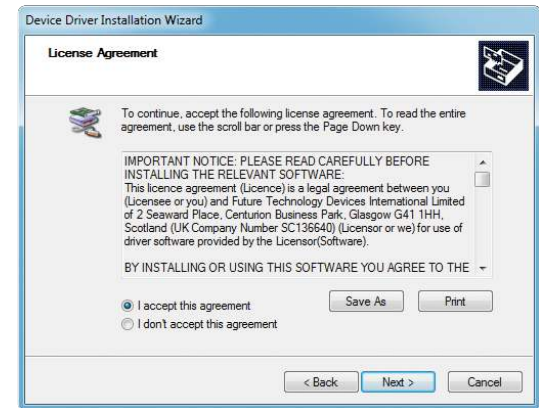 Device Driver Installation Wizard
License Agreement
To continue, accept the following license agreement. To read the entire
agreement, use the scroll bar or press the Page Down key.
IMPORTANT NOTICE: PLEASE READ CAREFULLY BEFORE
INSTALLING THE RELEVANT SOFTWARE:
This licence agreement (Licence) is a legal agreement between you
(Licensee or you) and Future Technology Devices International Limited
of 2 Seaward Place, Centurion Business Park, Glasgow G41 1HH,
Scotland (UK Company Number SC136640) (Licensor or we) for use of
driver software provided by the Licensor(Software).
BY INSTALLING OR USING THIS SOFTWARE YOU AGREE TO THE
I accept this agreement
Save As
Print
I don't accept this agreement
< Back
Next >
Cancel